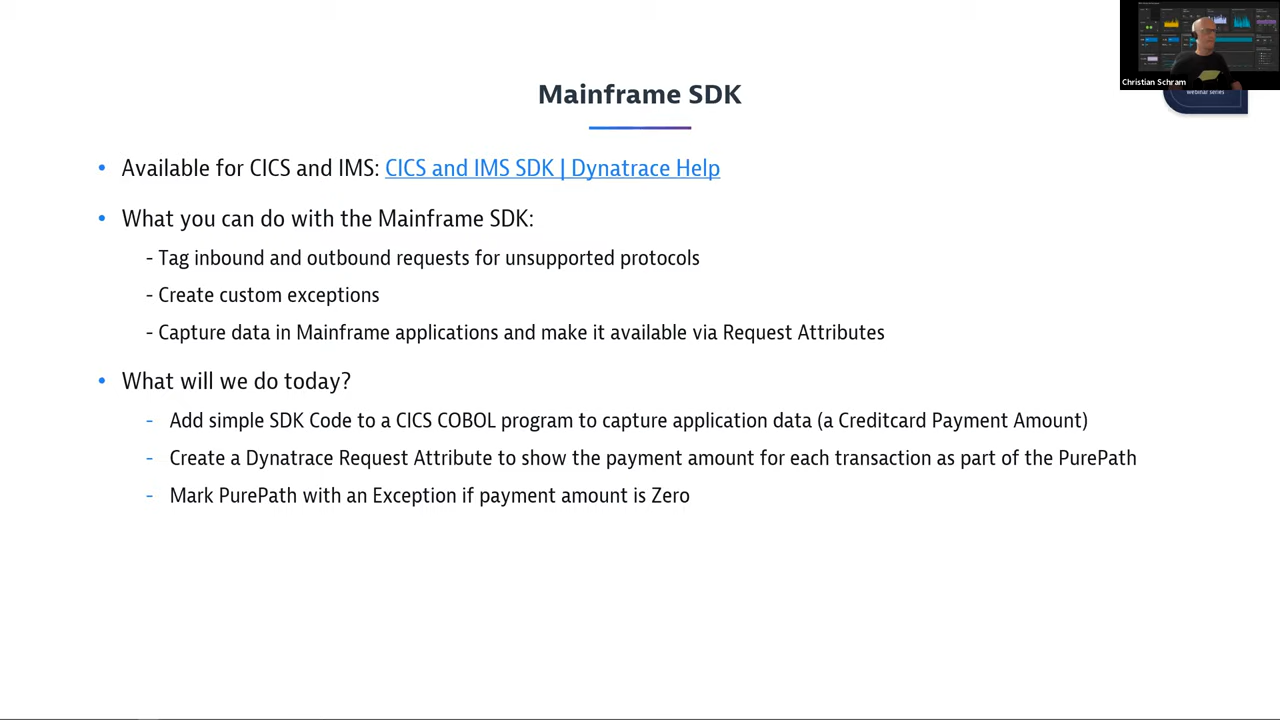 Christian Schram
webinar series
Mainframe SDK
• Available for CICS and IMS: CICS and IMS SDK | Dynatrace Help
• What you can do with the Mainframe SDK:
- Tag inbound and outbound requests for unsupported protocols
- Create custom exceptions
- Capture data in Mainframe applications and make it available via Request Attributes
• What will we do today?
- Add simple SDK Code to a CICS COBOL program to capture application data (a Creditcard Payment Amount)
- Create a Dynatrace Request Attribute to show the payment amount for each transaction as part of the PurePath
- Mark PurePath with an Exception if payment amount is Zero